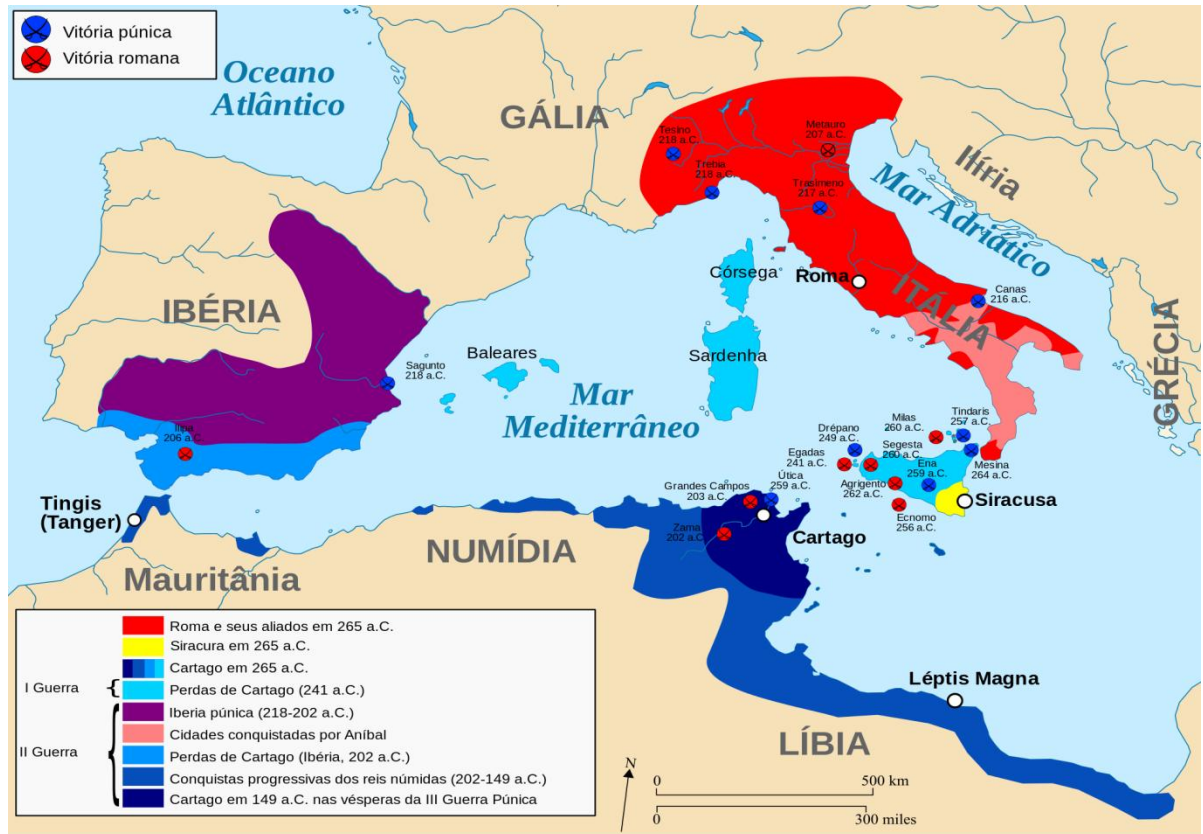 Vitória púnica
Vitória romana
Oceano
Atlântico
GÁLIA
Ilíria
Mar Adriático
Tesino
218 a.C.
Metauro
207 a.C.
Trébia
218 a.C.
Trasimeno
217 a.C.
Córsega
Roma
ITÁLIA
Canas
216 a.C.
GRÉCIA
IBÉRIA
Baleares
Sardenha
Sagunto
218 a.C.
Mar
Mediterrâneo
Ilipa
206 a.C.
Drépano
249 a.C.
Milas
260 a.C.
Tindaris
257 a.C.
Egadas
241 a.C.
Segesta
260 a.C.
Ena
259 a.C.
Mesina
264 a.C.
Agrigento
262 a.C.
Ecnomo
256 a.C.
Siracusa
Grandes Campos
203 a.C.
Útica
259 a.C.
Zama
202 a.C
Cartago
Tingis
(Tanger)
Mauritânia
NUMÍDIA
Léptis Magna
LÍBIA
Roma e seus aliados em 265 a.C.
Siracura em 265 a.C.
Cartago em 265 a.C.
I Guerra
Perdas de Cartago (241 a.C.)
Iberia púnica (218-202 a.C.)
Cidades conquistadas por Aníbal
II Guerra
Perdas de Cartago (Ibéria, 202 a.C.)
Conquistas progressivas dos reis númidas (202-149 a.C.)
Cartago em 149 a.C. nas vésperas da III Guerra Púnica
N
0 500 km
0 300 miles